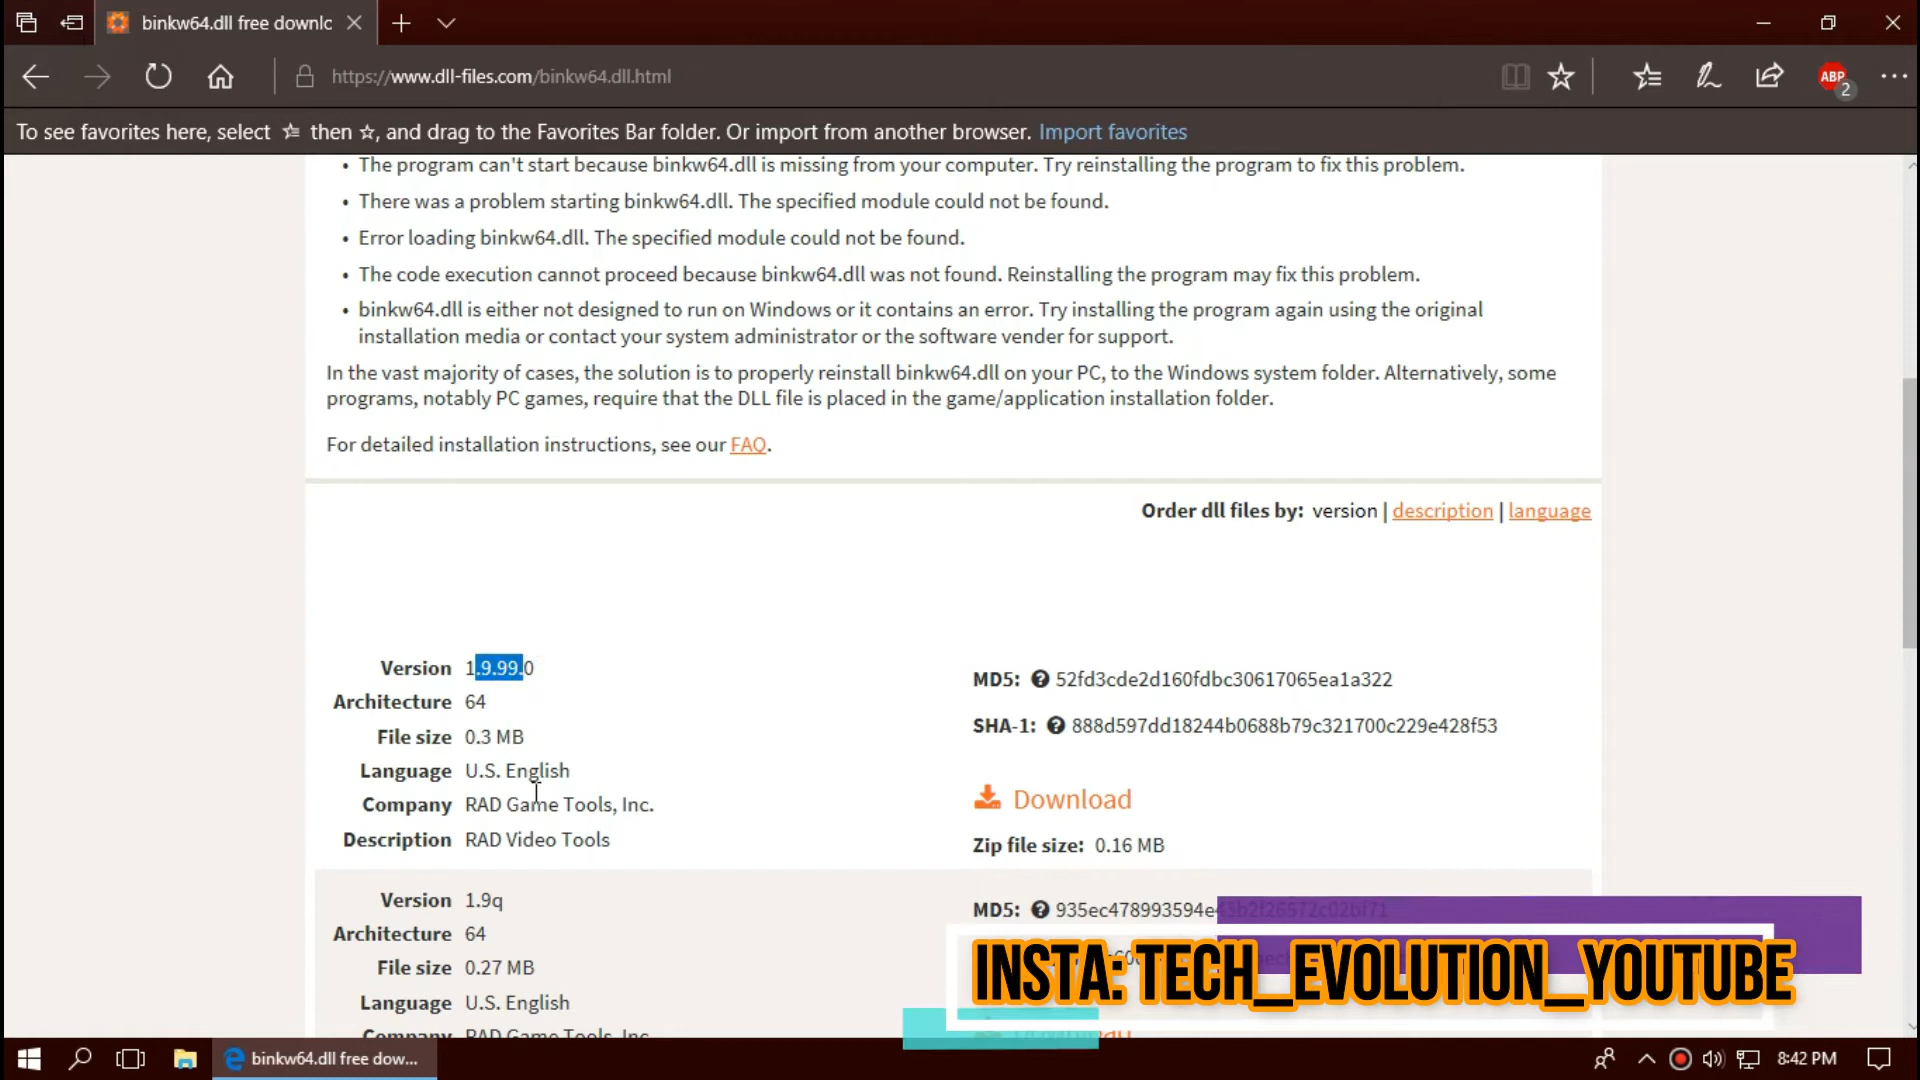 binkw64.dll free downlc
https://www.dll-files.com/binkw64.dll.html
ABP
2
To see favorites here, select then , and drag to the Favorites Bar folder. Or import from another browser. Import favorites
• The program can't start because binkw64.dll is missing from your computer. Try reinstalling the program to fix this problem.
• There was a problem starting binkw64.dll. The specified module could not be found.
• Error loading binkw64.dll. The specified module could not be found.
• The code execution cannot proceed because binkw64.dll was not found. Reinstalling the program may fix this problem.
• binkw64.dll is either not designed to run on Windows or it contains an error. Try installing the program again using the original
installation media or contact your system administrator or the software vender for support.
In the vast majority of cases, the solution is to properly reinstall binkw64.dll on your PC, to the Windows system folder. Alternatively, some
programs, notably PC games, require that the DLL file is placed in the game/application installation folder.
For detailed installation instructions, see our FAQ.
Order dll files by: version | description | language
Version 1.9.99.0
Architecture 64
File size 0.3 MB
Language U.S. English
Company RAD Game Tools, Inc.
Description RAD Video Tools
MD5: 52fd3cde2d160fdbc30617065ea1a322
SHA-1: 888d597dd18244b0688b79c321700c229e428f53
Download
Zip file size: 0.16 MB
Version 1.9q
Architecture 64
File size 0.27 MB
Language U.S. English
Company RAD Game Tools, Inc.
MD5:
INSTA: TECH_EVOLUTION_YOUTUBE
binkw64.dll free dow...
8:42 PM